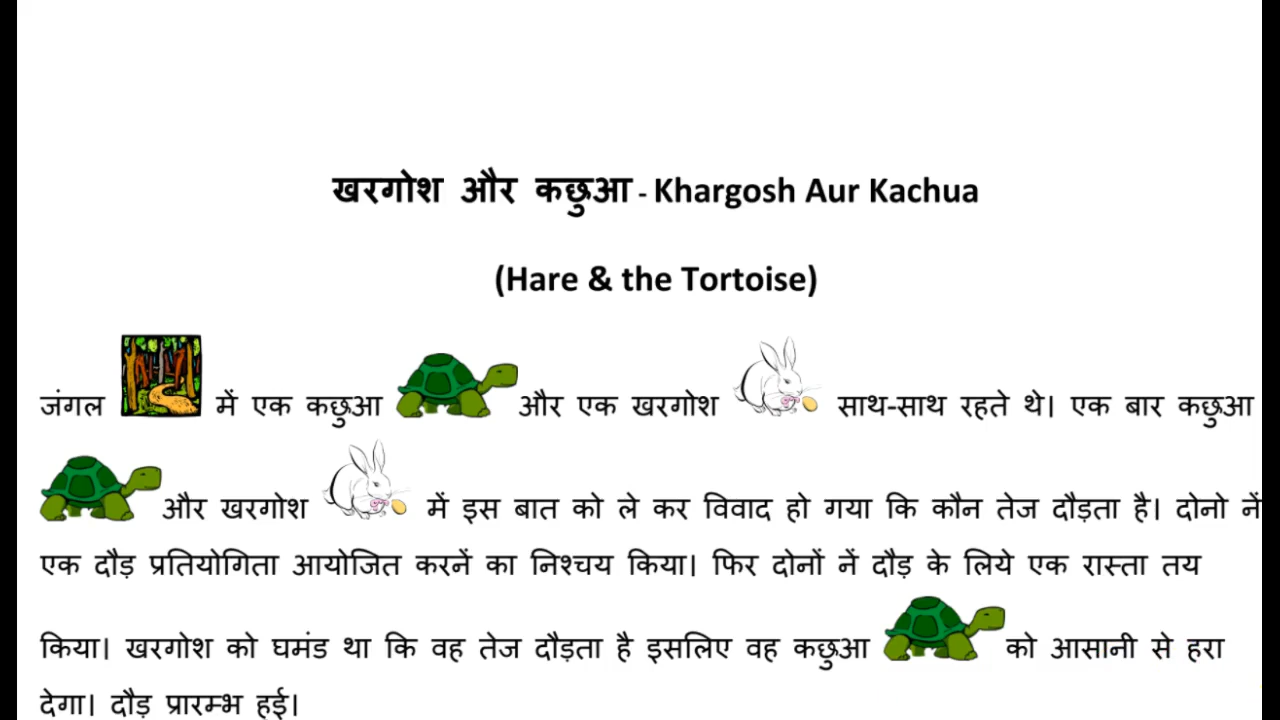 खरगोश और कछुआ - Khargosh Aur Kachua
(Hare & the Tortoise)
जंगल में एक कछुआ और एक खरगोश साथ-साथ रहते थे। एक बार कछुआ
और खरगोश में इस बात को ले कर विवाद हो गया कि कौन तेज दौड़ता है। दोनो नें
एक दौड़ प्रतियोगिता आयोजित करनें का निश्चय किया। फिर दोनों नें दौड़ के लिये एक रास्ता तय
किया। खरगोश को घमंड था कि वह तेज दौड़ता है इसलिए वह कछुआ को आसानी से हरा
देगा। दौड़ प्रारम्भ हई।